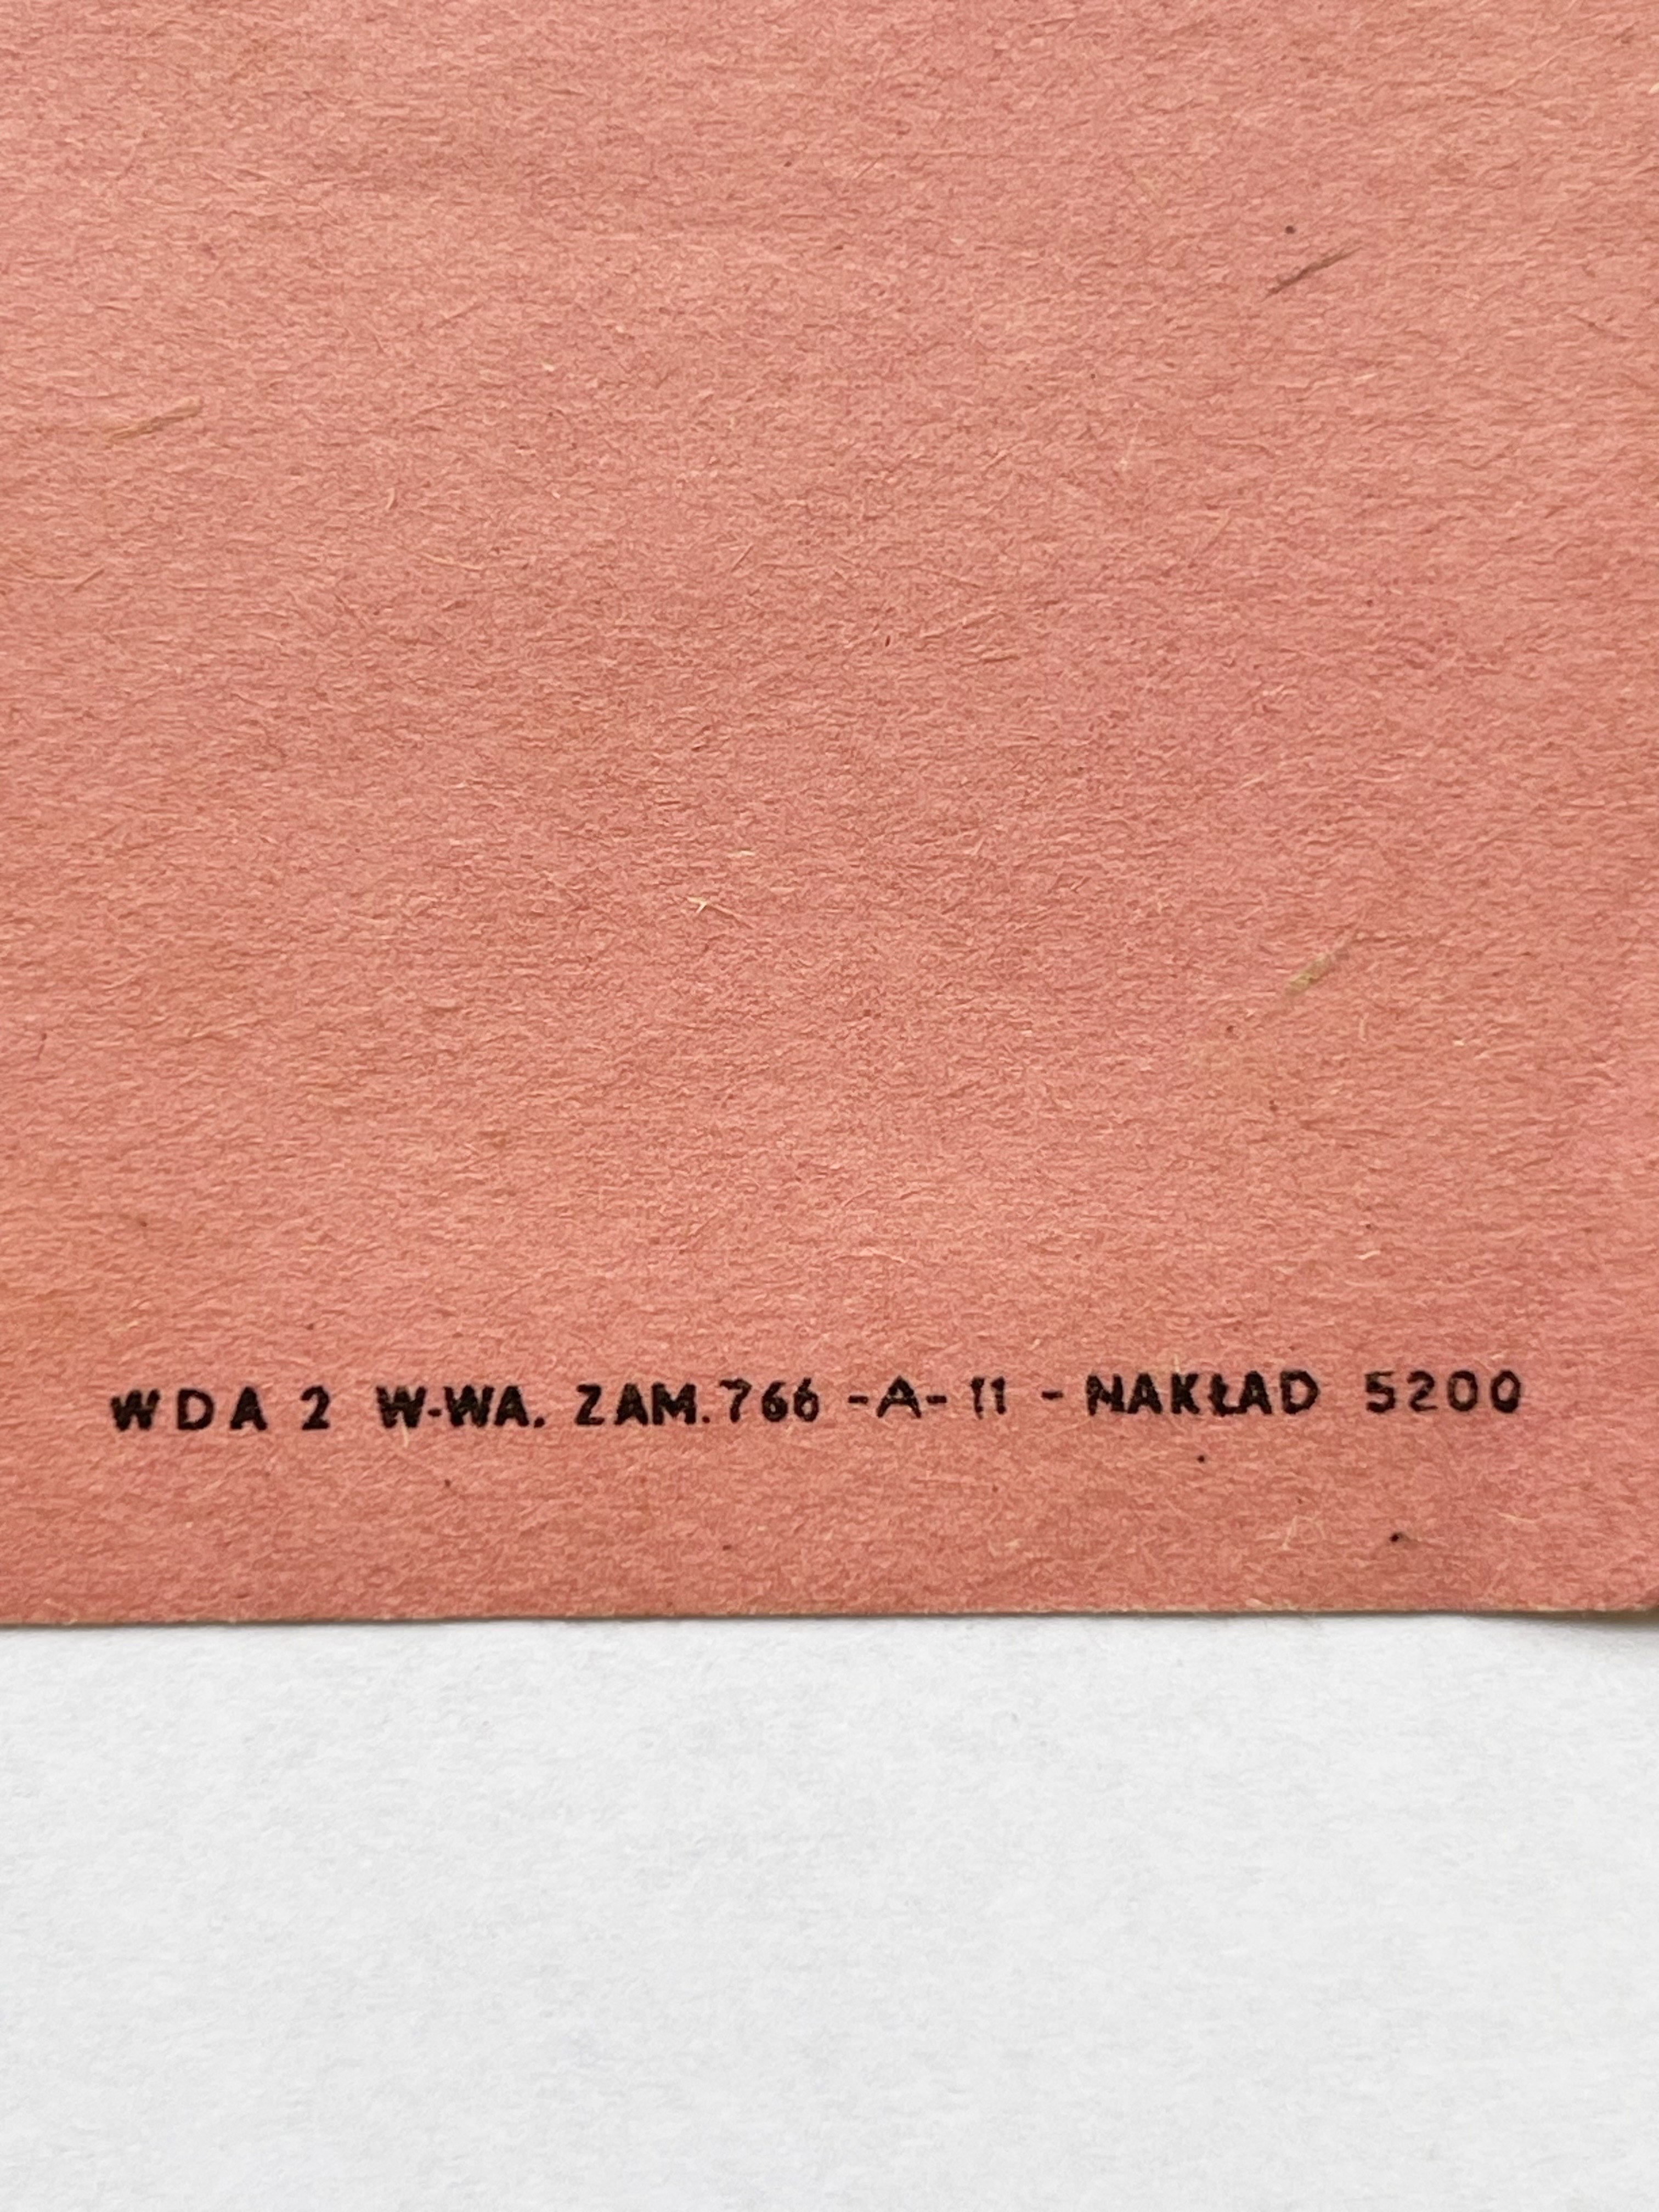 WDA 2 W-WA. ZAM.766 -A- 11 - NAKŁAD 5200